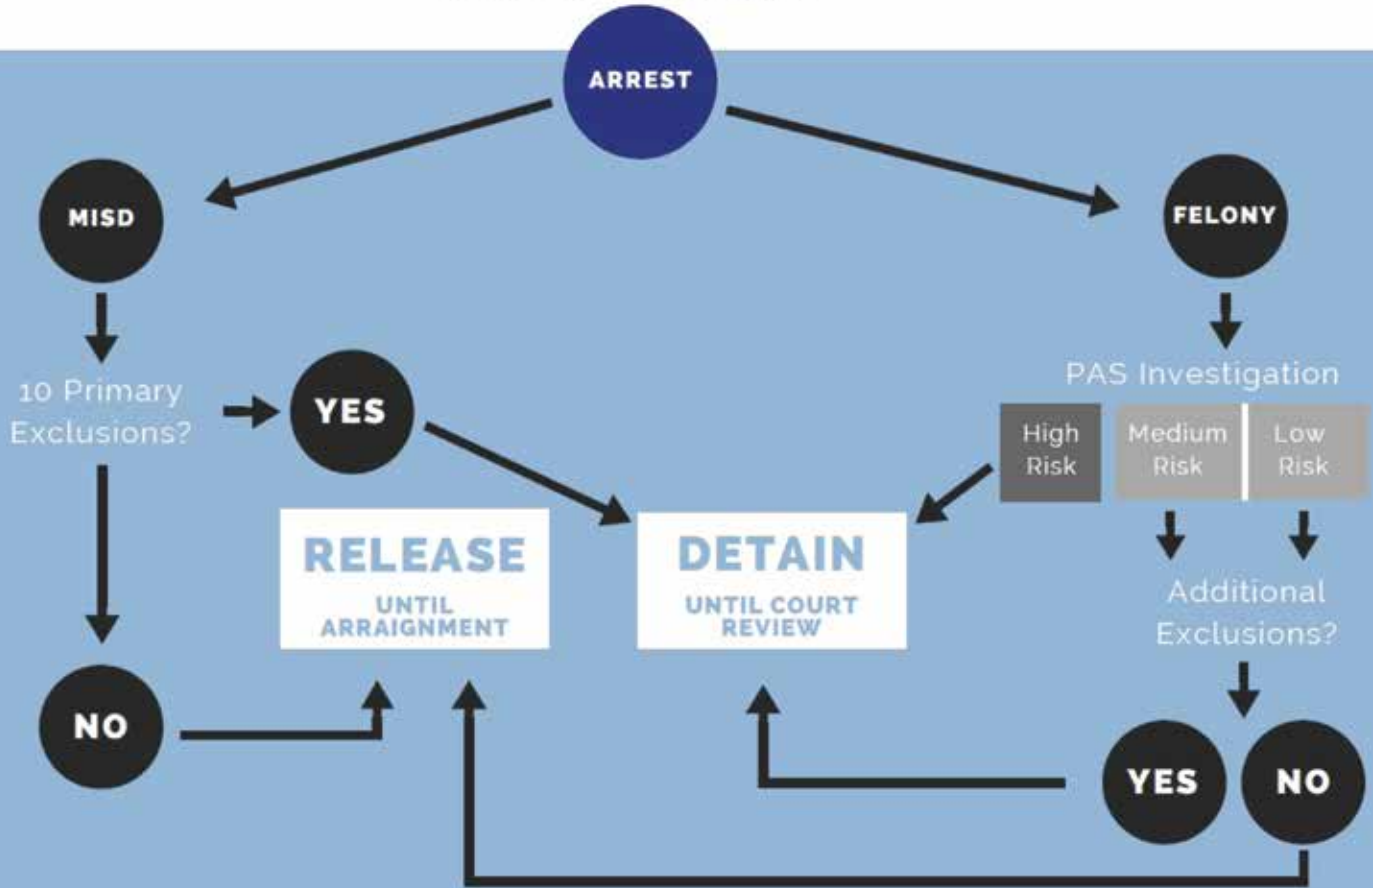 ARREST
MISD
FELONY
10 Primary
Exclusions?
YES
PAS Investigation
High
Risk
Medium
Risk
Low
Risk
RELEASE
UNTIL
ARRAIGNMENT
DETAIN
UNTIL COURT
REVIEW
Additional
Exclusions?
NO
YES
NO